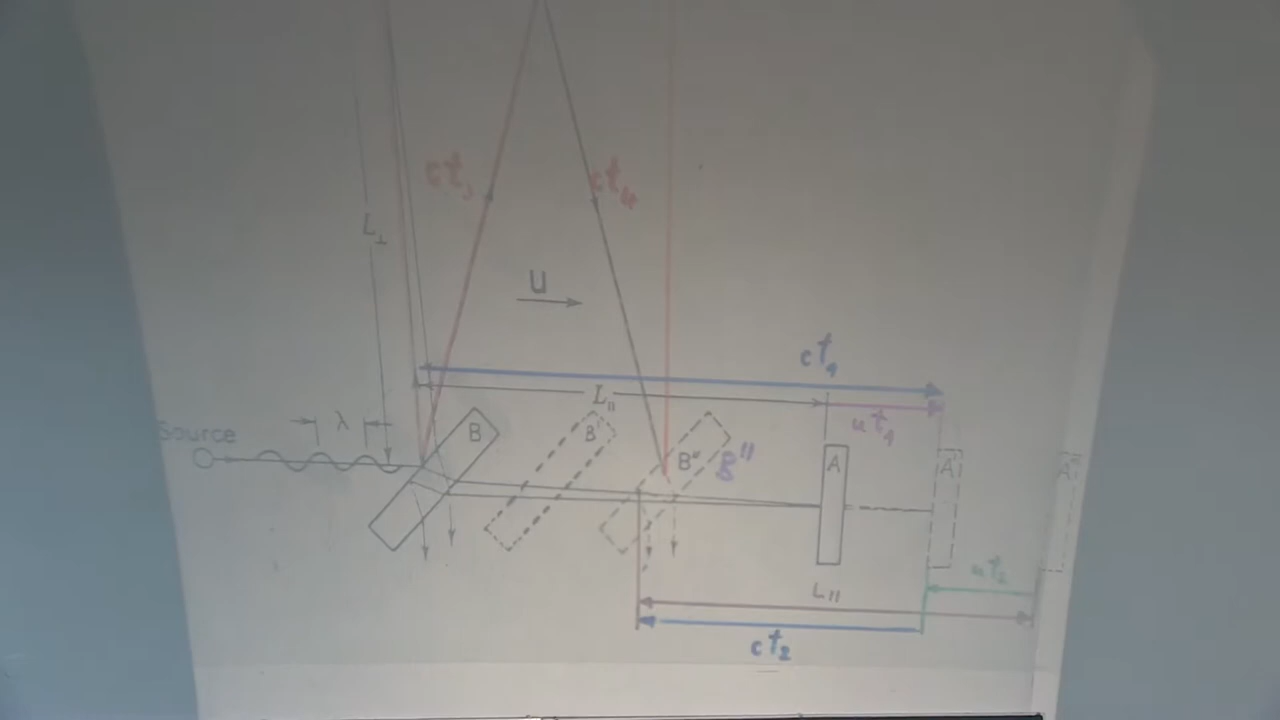 ct₃
ct₄
L⊥
U
ct₁
L||
ut₁
λ
Source
B
B'
B"
B"
A
A'
A"
L||
ut₂
ct₂